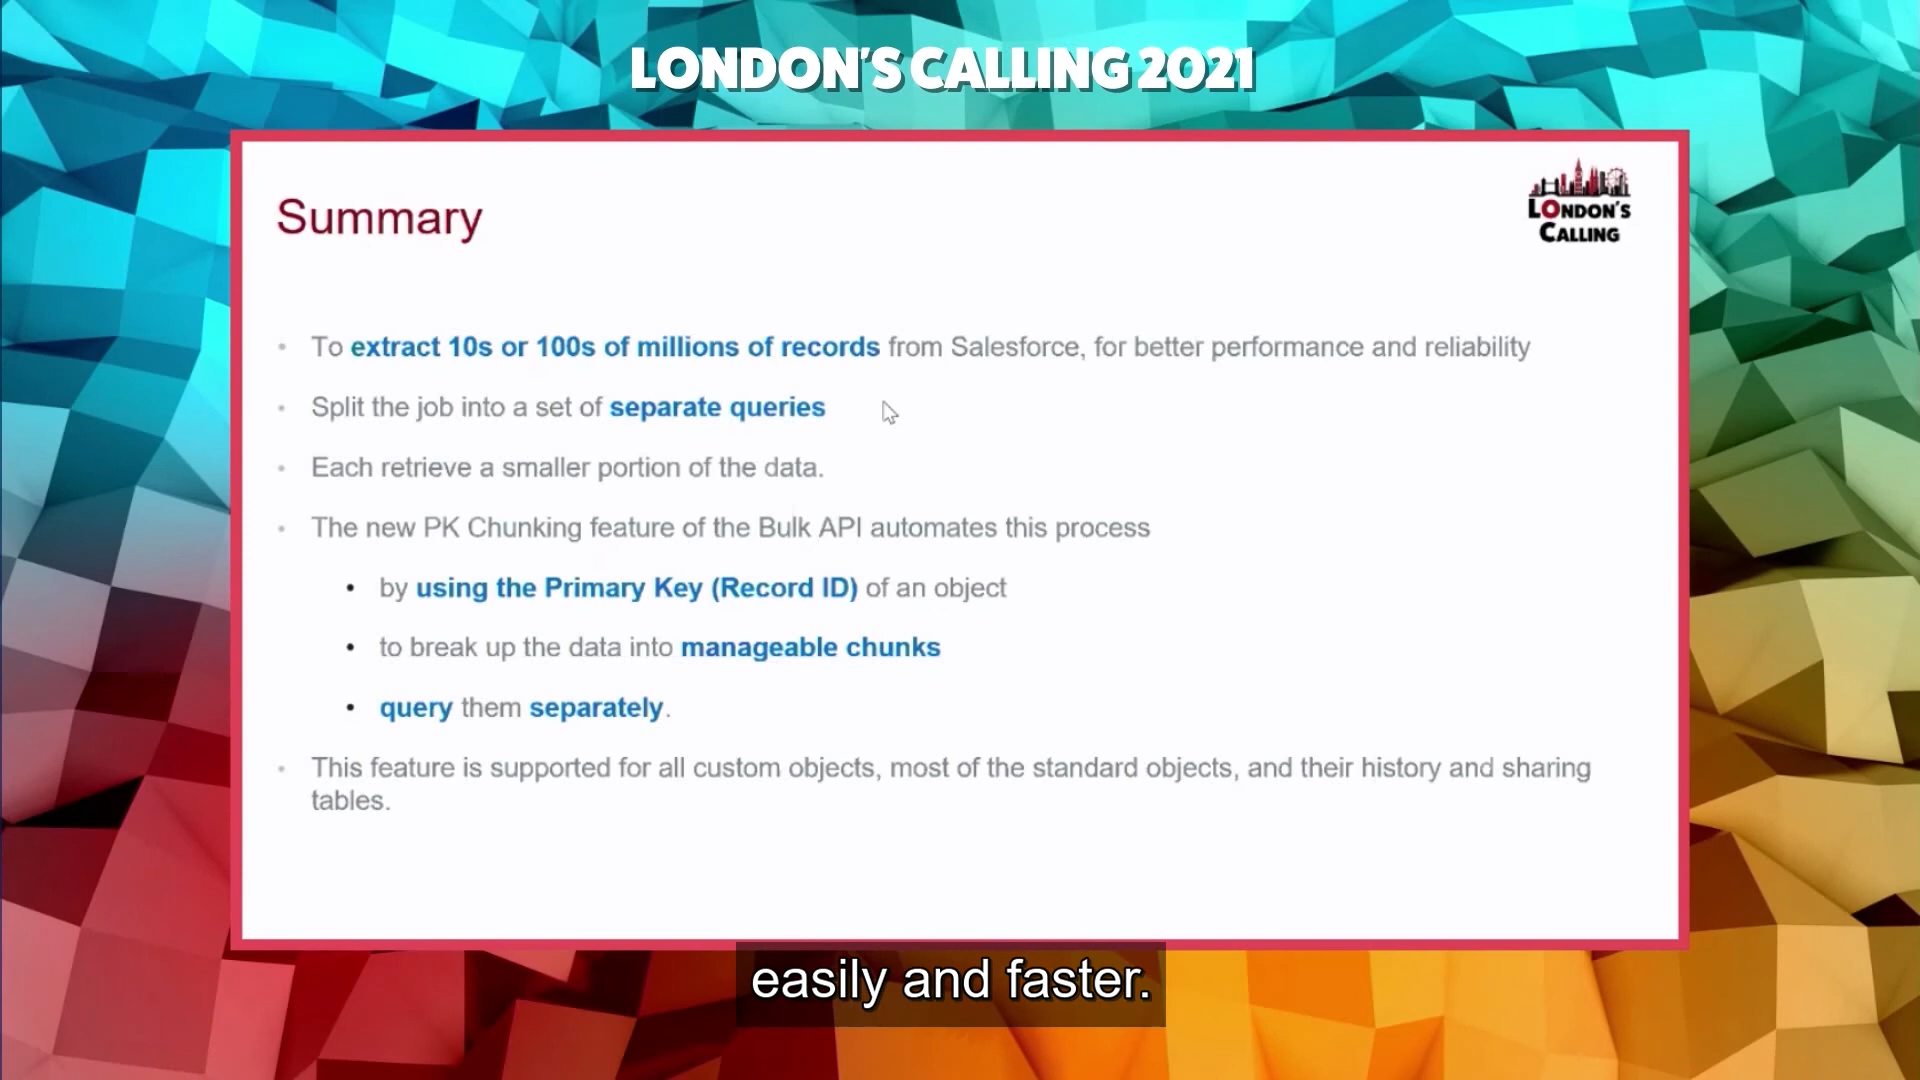 LONDON'S CALLING 2021
LONDON'S
CALLING
Summary
• To extract 10s or 100s of millions of records from Salesforce, for better performance and reliability
• Split the job into a set of separate queries
• Each retrieve a smaller portion of the data.
• The new PK Chunking feature of the Bulk API automates this process
• by using the Primary Key (Record ID) of an object
• to break up the data into manageable chunks
• query them separately.
• This feature is supported for all custom objects, most of the standard objects, and their history and sharing
tables.
easily and faster.